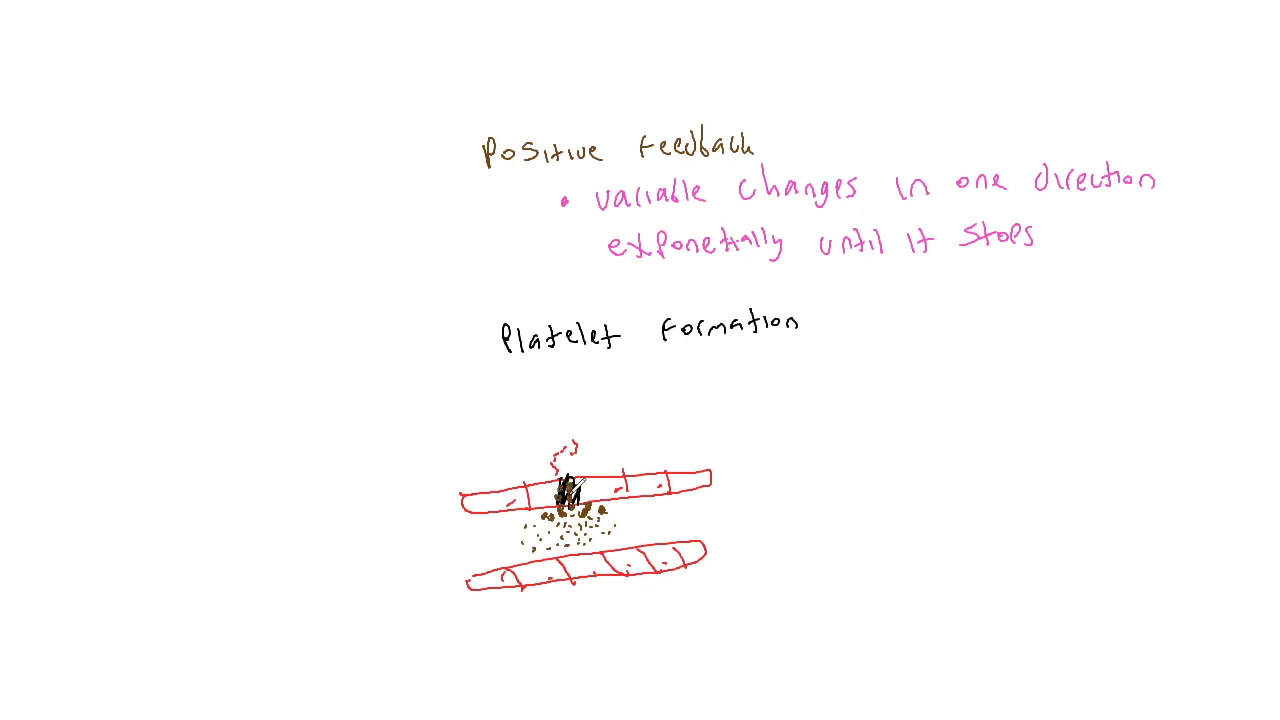 Positive Feedback
• variable changes in one direction
exponetially until it stops
Platelet Formation